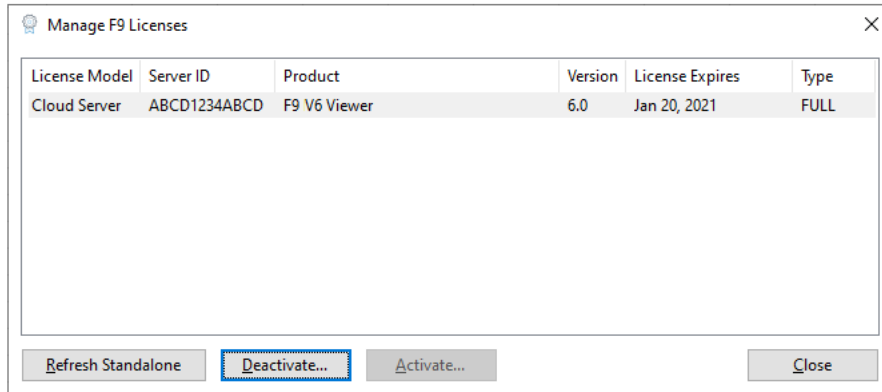 Manage F9 Licenses
License Model Server ID Product Version License Expires Type
Cloud Server ABCD1234ABCD F9 V6 Viewer 6.0 Jan 20, 2021 FULL
Refresh Standalone Deactivate... Activate... Close